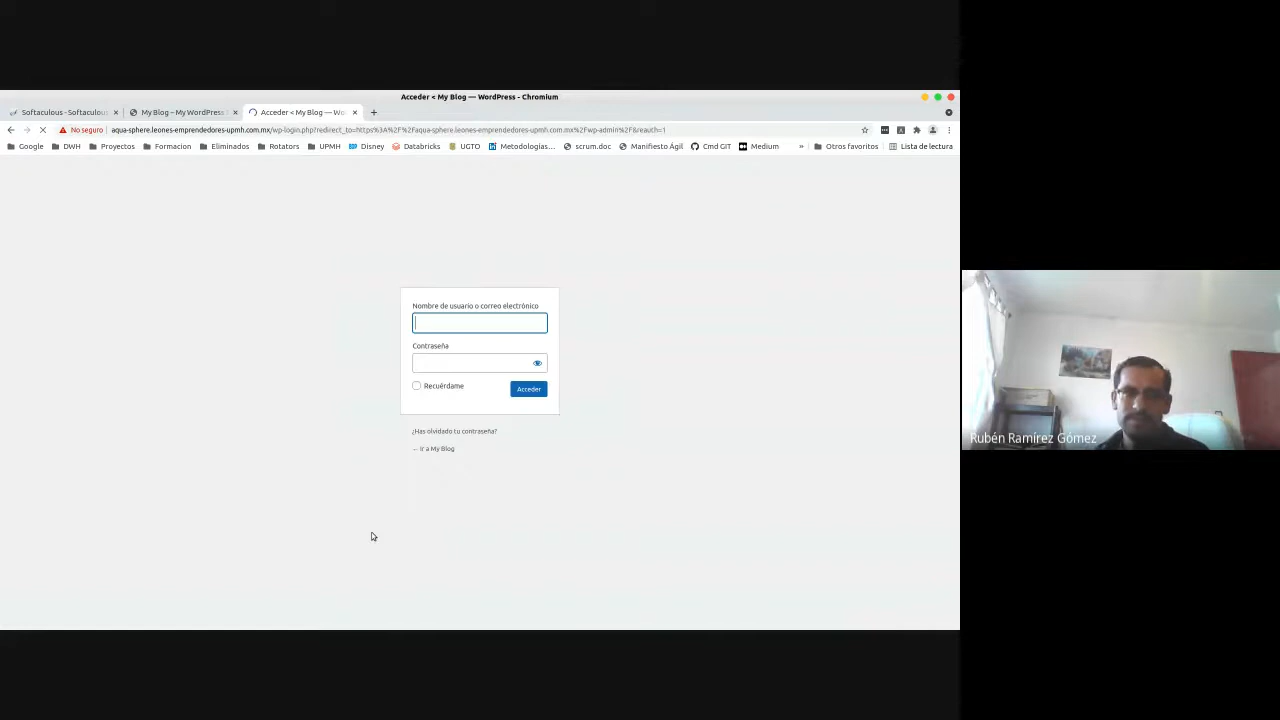 Acceder < My Blog — WordPress - Chromium
Softaculous - Softaculous
My Blog – My WordPress
Acceder < My Blog — Wo
No seguro
aqua-sphere.leones-emprendedores-upmh.com.mx/wp-login.php?redirect_to=https%3A%2F%2Faqua-sphere.leones-emprendedores-upmh.com.mx%2Fwp-admin%2F&reauth=1
Google
DWH
Proyectos
Formacion
Eliminados
Rotators
UPMH
Disney
Databricks
UGTO
Metodologías...
scrum.doc
Manifiesto Ágil
Cmd GIT
Medium
»
Otros favoritos
Lista de lectura
Nombre de usuario o correo electrónico
Contraseña
Recuérdame
Acceder
¿Has olvidado tu contraseña?
← Ir a My Blog
Rubén Ramírez Gómez